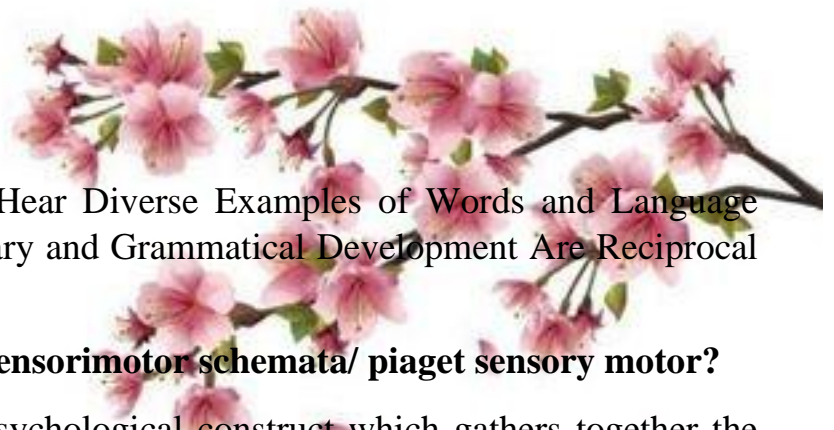 Hear Diverse Examples of Words and Language
ary and Grammatical Development Are Reciprocal
ensorimotor schemata/ piaget sensory motor?
sychological construct which gathers together the